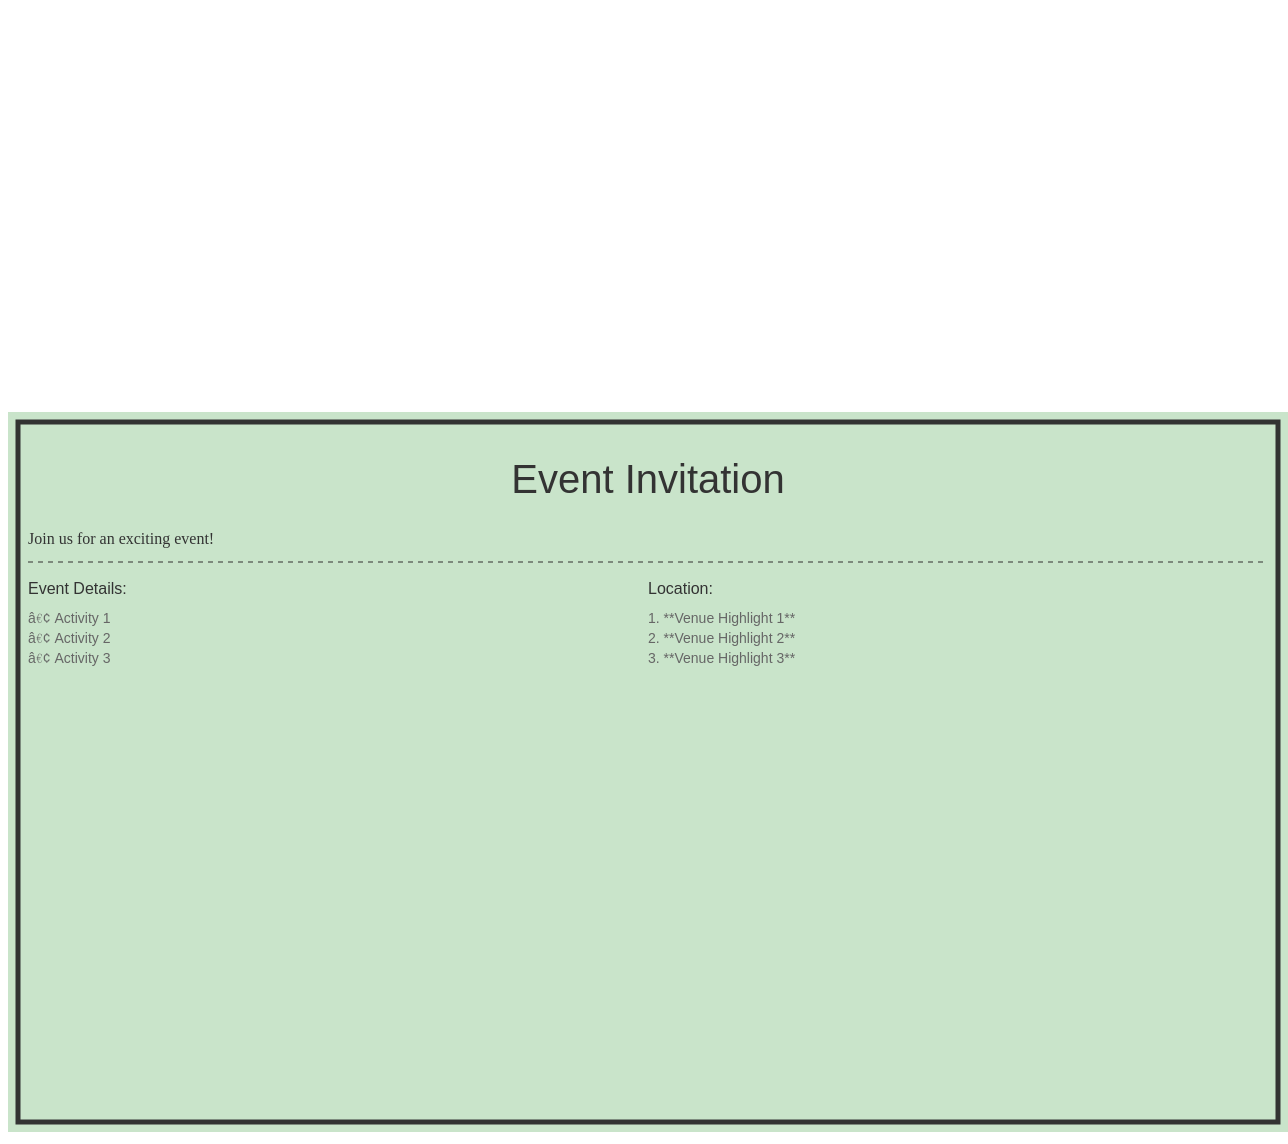 Event Invitation
Join us for an exciting event!
Event Details:
â€¢ Activity 1
â€¢ Activity 2
â€¢ Activity 3
Location:
1. **Venue Highlight 1**
2. **Venue Highlight 2**
3. **Venue Highlight 3**